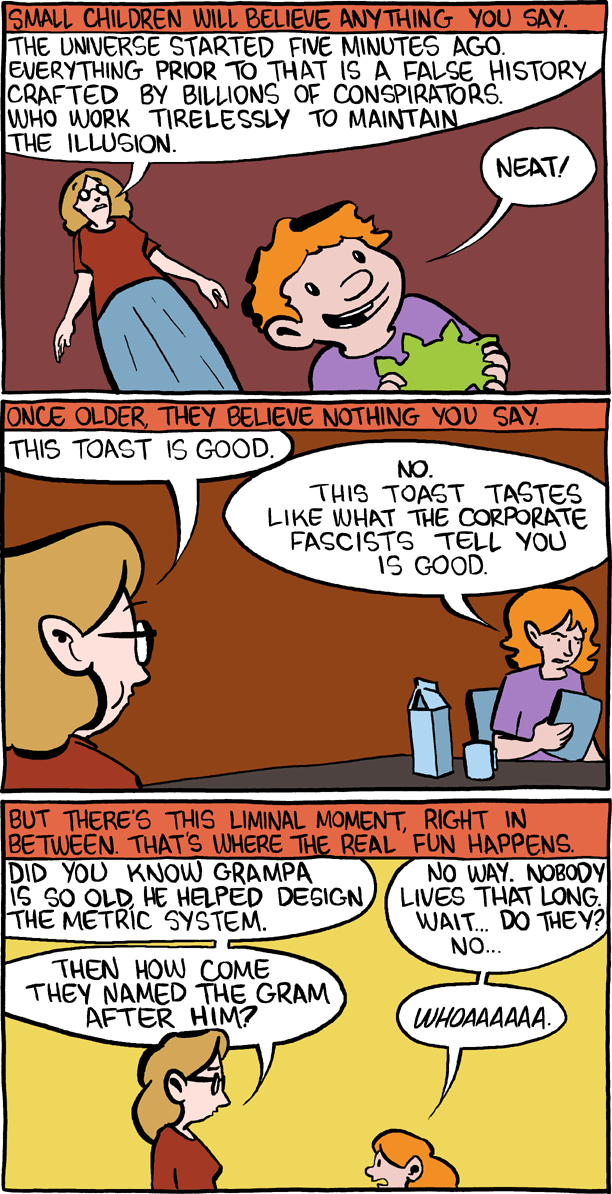 SMALL CHILDREN WILL BELIEVE ANYTHING YOU SAY.
THE UNIVERSE STARTED FIVE MINUTES AGO.
EVERYTHING PRIOR TO THAT IS A FALSE HISTORY
CRAFTED BY BILLIONS OF CONSPIRATORS.
WHO WORK TIRELESSLY TO MAINTAIN
THE ILLUSION.
NEAT!
ONCE OLDER, THEY BELIEVE NOTHING YOU SAY.
THIS TOAST IS GOOD.
NO.
THIS TOAST TASTES
LIKE WHAT THE CORPORATE
FASCISTS TELL YOU
IS GOOD.
BUT THERE'S THIS LIMINAL MOMENT, RIGHT IN
BETWEEN. THAT'S WHERE THE REAL FUN HAPPENS.
DID YOU KNOW GRAMPA
IS SO OLD, HE HELPED DESIGN
THE METRIC SYSTEM.
NO WAY. NOBODY
LIVES THAT LONG.
WAIT... DO THEY?
NO...
THEN HOW COME
THEY NAMED THE GRAM
AFTER HIM?
WHOAAAAAA.